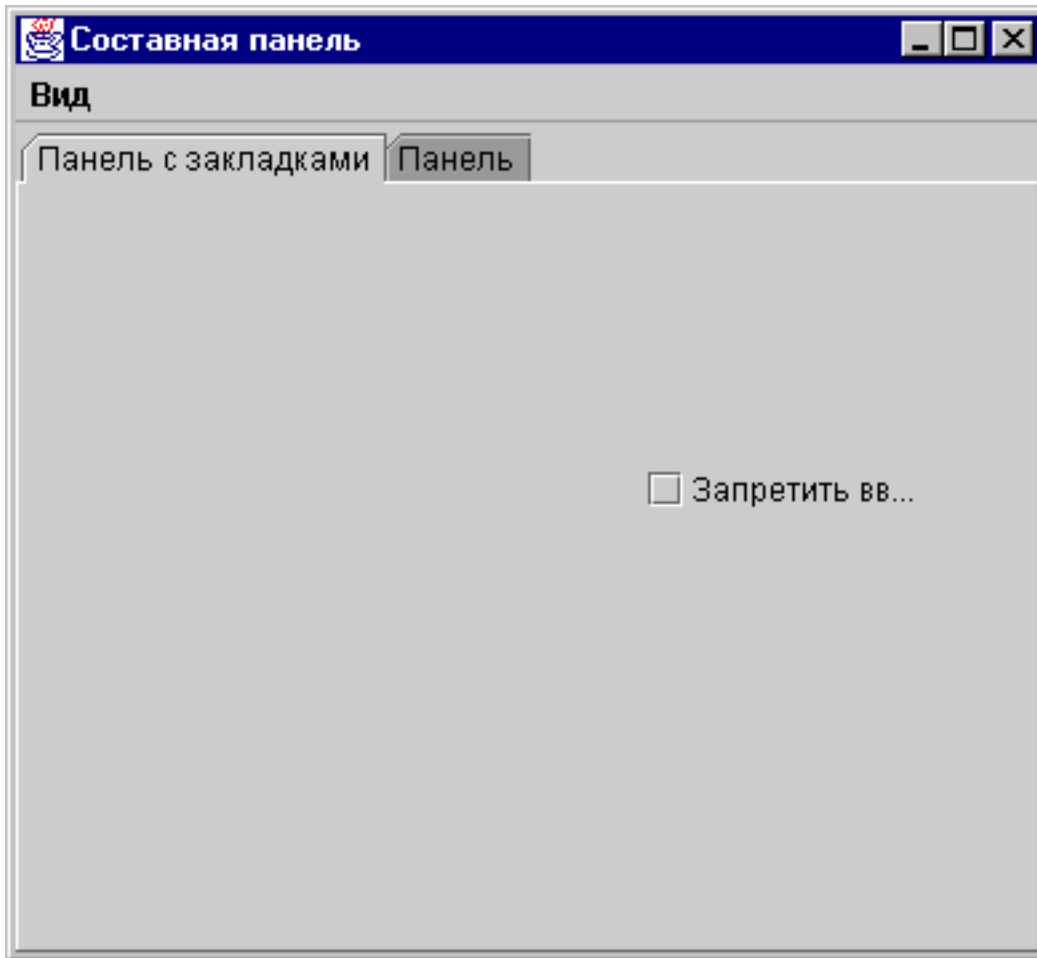 Составная панель
Вид
Панель с закладками Панель
Запретить вв...